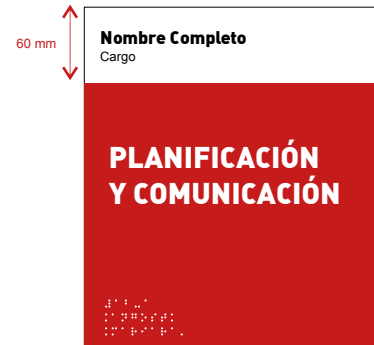 60 mm
Nombre Completo
Cargo
PLANIFICACIÓN
Y COMUNICACIÓN